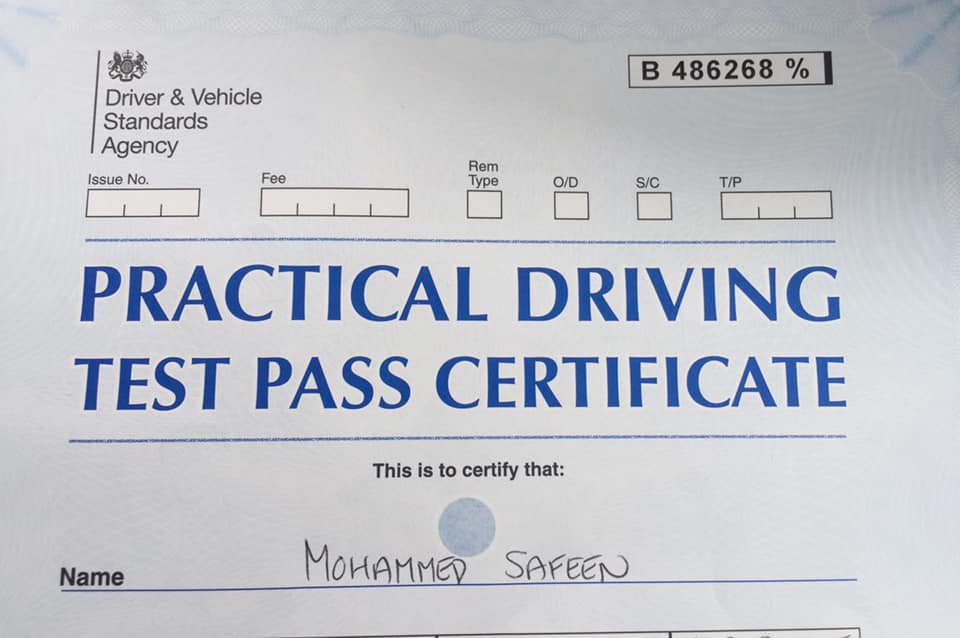 Driver & Vehicle
Standards
Agency
B 486268 %
Issue No.
Fee
Rem
Type
O/D
S/C
T/P
PRACTICAL DRIVING
TEST PASS CERTIFICATE
This is to certify that:
Name MOHAMMED SAFEEN